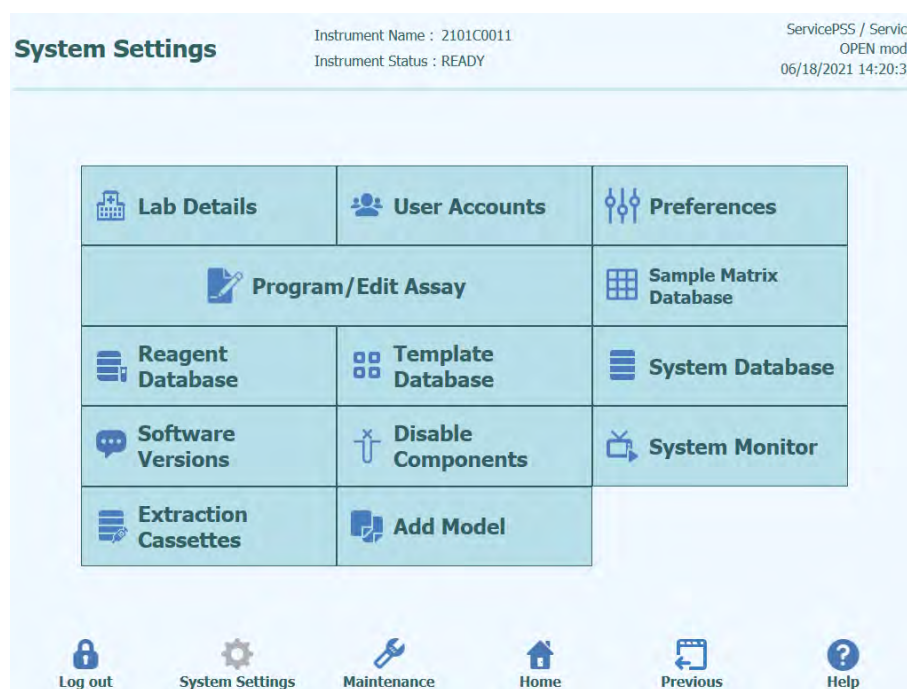 System Settings
Instrument Name : 2101C0011
Instrument Status : READY
ServicePSS / Servic
OPEN mod
06/18/2021 14:20:3
Lab Details
User Accounts
Preferences
Program/Edit Assay
Sample Matrix
Database
Reagent
Database
Template
Database
System Database
Software
Versions
Disable
Components
System Monitor
Extraction
Cassettes
Add Model
Log out
System Settings
Maintenance
Home
Previous
Help